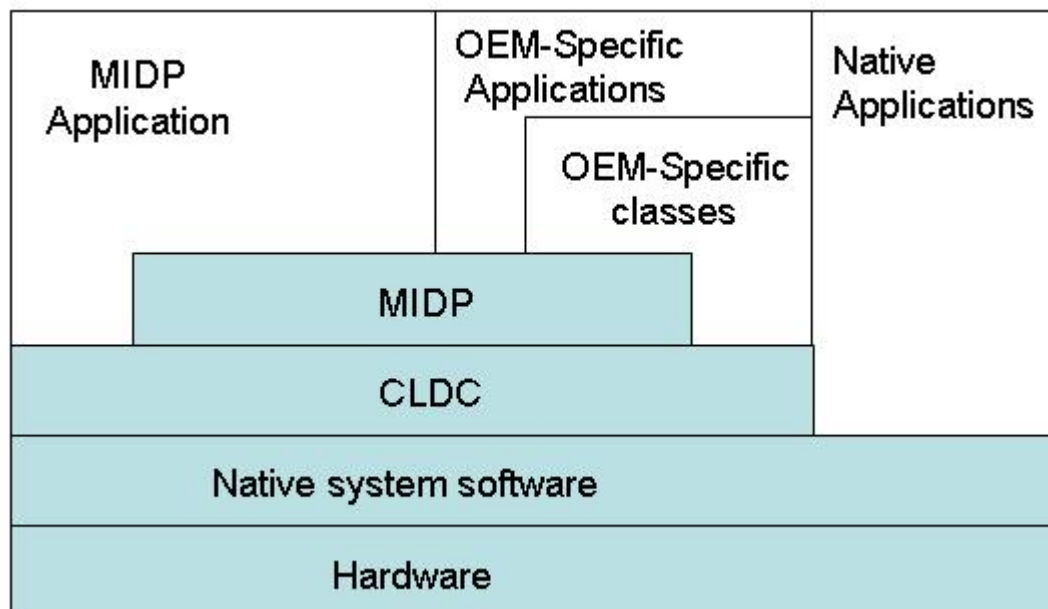 MIDP
Application
OEM-Specific
Applications
Native
Applications
OEM-Specific
classes
MIDP
CLDC
Native system software
Hardware